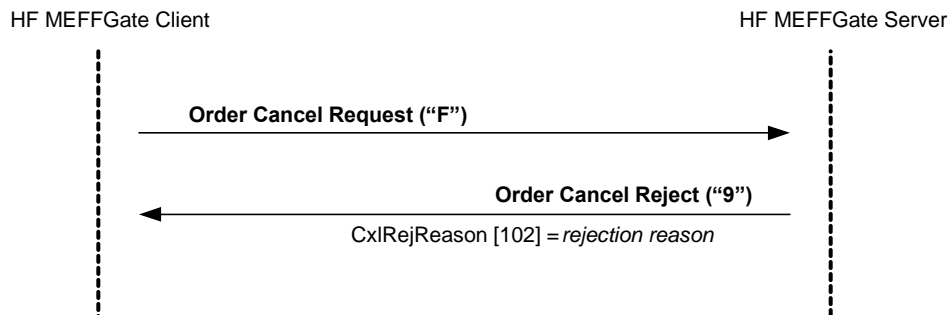 HF MEFFGate Client
HF MEFFGate Server
Order Cancel Request (“F”)
Order Cancel Reject (“9”)
CxlRejReason [102] = rejection reason